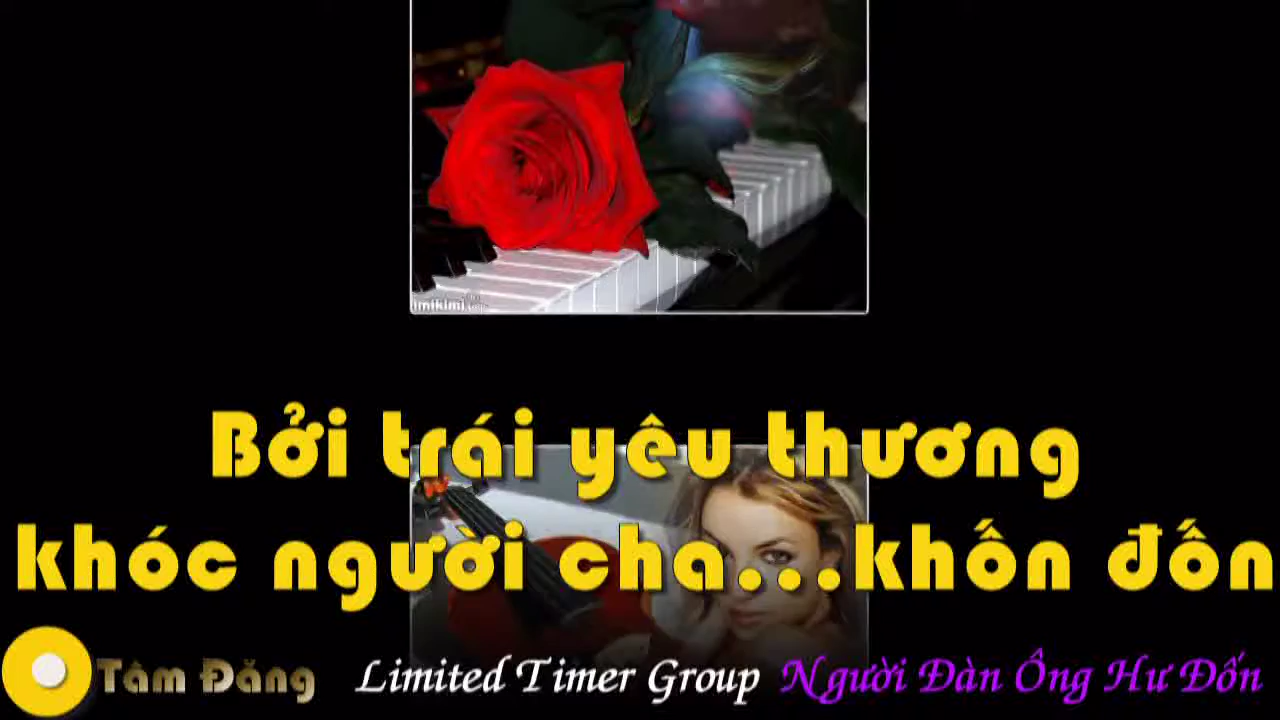 imikimi
Bởi trái yêu thương
khóc người cha...khốn đốn
Tâm Đăng Limited Timer Group Người Đàn Ông Hư Đốn